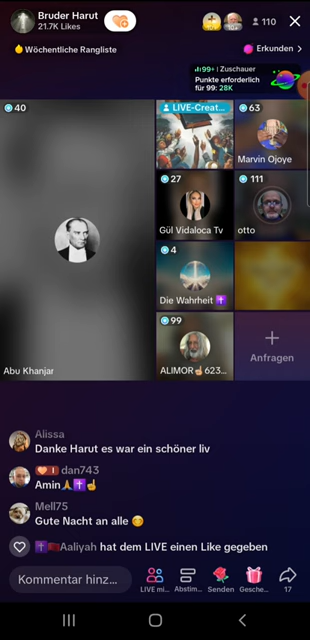 Bruder Harut
21.7K Likes
110
Wöchentliche Rangliste
Erkunden >
99+ | Zuschauer
Punkte erforderlich
für 99: 28K
40
LIVE-Creat...
63
Marvin Ojoye
27
Gül Vidaloca Tv
111
otto
4
Die Wahrheit ✝️
Abu Khanjar
99
ALIMOR☝️623...
+
Anfragen
Alissa
Danke Harut es war ein schöner liv
I dan743
Amin🙏✝️☝️
Mell75
Gute Nacht an alle 😊
✝️🇲🇦Aaliyah hat dem LIVE einen Like gegeben
Kommentar hinz...
LIVE mi...
Abstim...
Senden
Gesche...
17